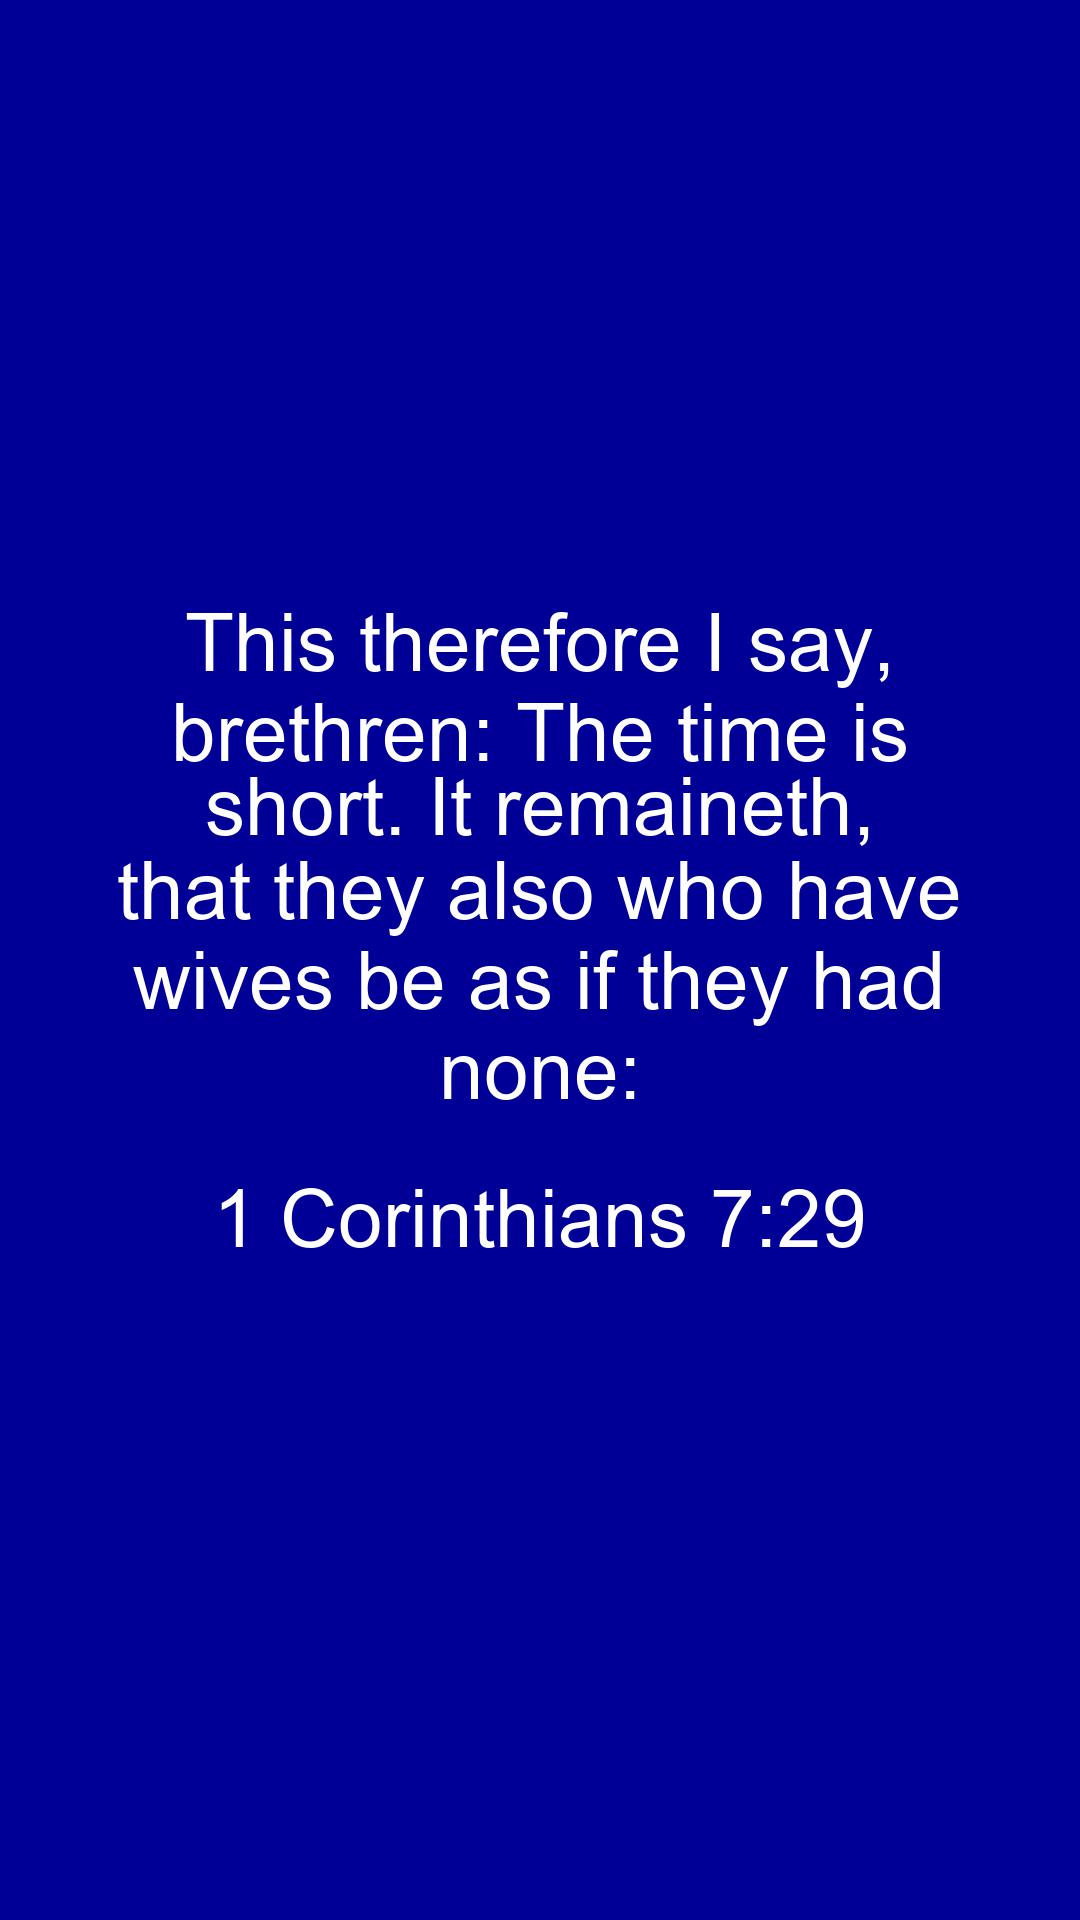 This therefore I say,
brethren: The time is
short. It remaineth,
that they also who have
wives be as if they had
none:
1 Corinthians 7:29